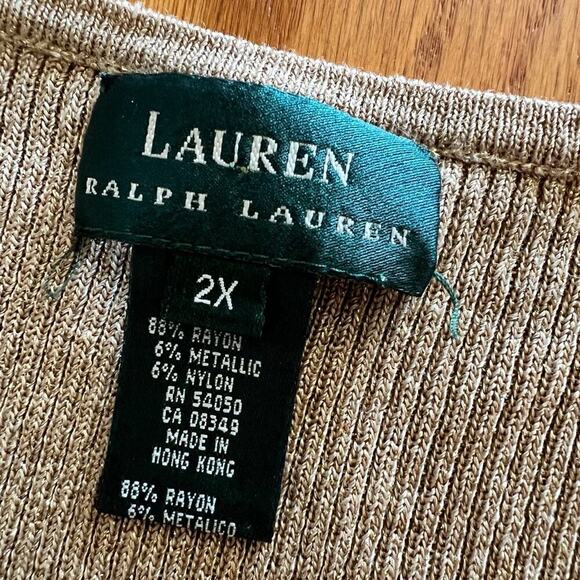 LAUREN
RALPH LAUREN
2X
88% RAYON
6% METALLIC
6% NYLON
RN 54050
CA 08349
MADE IN
HONG KONG
88% RAYON
6% METALICO